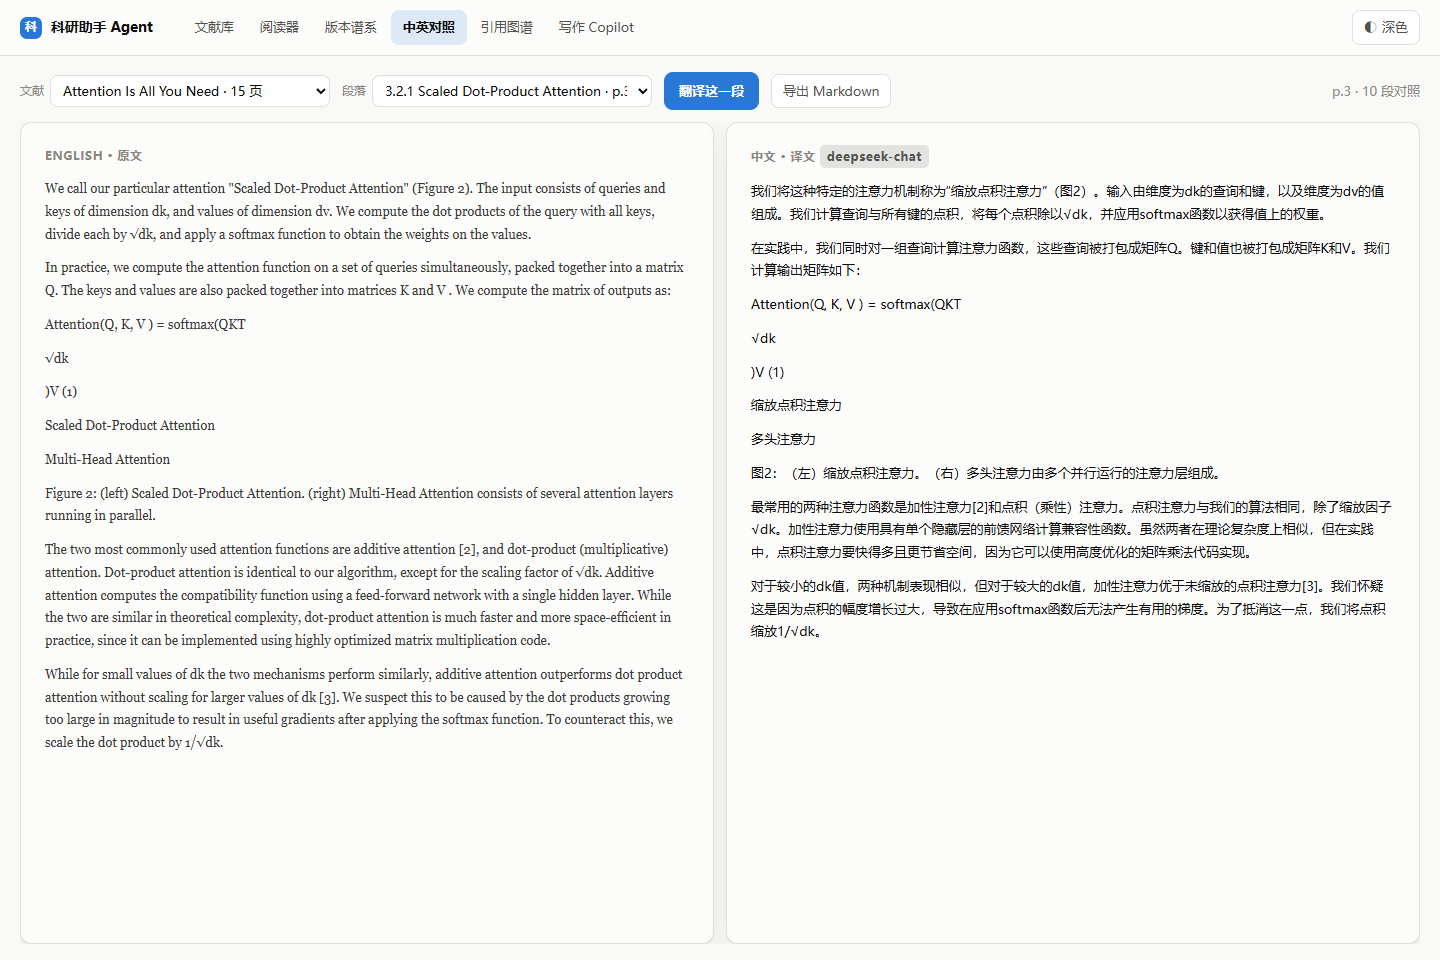 科 科研助手 Agent 文献库 阅读器 版本谱系 中英对照 引用图谱 写作 Copilot 深色
文献 Attention Is All You Need · 15 页 段落 3.2.1 Scaled Dot-Product Attention · p.3 翻译这一段 导出 Markdown p.3 · 10 段对照
ENGLISH • 原文
We call our particular attention "Scaled Dot-Product Attention" (Figure 2). The input consists of queries and
keys of dimension dk, and values of dimension dv. We compute the dot products of the query with all keys,
divide each by √dk, and apply a softmax function to obtain the weights on the values.
In practice, we compute the attention function on a set of queries simultaneously, packed together into a matrix
Q. The keys and values are also packed together into matrices K and V . We compute the matrix of outputs as:
Attention(Q, K, V ) = softmax(QKT
√dk
)V (1)
Scaled Dot-Product Attention
Multi-Head Attention
Figure 2: (left) Scaled Dot-Product Attention. (right) Multi-Head Attention consists of several attention layers
running in parallel.
The two most commonly used attention functions are additive attention [2], and dot-product (multiplicative)
attention. Dot-product attention is identical to our algorithm, except for the scaling factor of √dk. Additive
attention computes the compatibility function using a feed-forward network with a single hidden layer. While
the two are similar in theoretical complexity, dot-product attention is much faster and more space-efficient in
practice, since it can be implemented using highly optimized matrix multiplication code.
While for small values of dk the two mechanisms perform similarly, additive attention outperforms dot product
attention without scaling for larger values of dk [3]. We suspect this to be caused by the dot products growing
too large in magnitude to result in useful gradients after applying the softmax function. To counteract this, we
scale the dot product by 1/√dk.
中文 • 译文 deepseek-chat
我们将这种特定的注意力机制称为“缩放点积注意力”（图2）。输入由维度为dk的查询和键，以及维度为dv的值
组成。我们计算查询与所有键的点积，将每个点积除以√dk，并应用softmax函数以获得值上的权重。
在实践中，我们同时对一组查询计算注意力函数，这些查询被打包成矩阵Q。键和值也被打包成矩阵K和V。我们
计算输出矩阵如下：
Attention(Q, K, V ) = softmax(QKT
√dk
)V (1)
缩放点积注意力
多头注意力
图2：（左）缩放点积注意力。（右）多头注意力由多个并行运行的注意力层组成。
最常用的两种注意力函数是加性注意力[2]和点积（乘性）注意力。点积注意力与我们的算法相同，除了缩放因子
√dk。加性注意力使用具有单个隐藏层的前馈网络计算兼容性函数。虽然两者在理论复杂度上相似，但在实践
中，点积注意力要快得多且更节省空间，因为它可以使用高度优化的矩阵乘法代码实现。
对于较小的dk值，两种机制表现相似，但对于较大的dk值，加性注意力优于未缩放的点积注意力[3]。我们怀疑
这是因为点积的幅度增长过大，导致在应用softmax函数后无法产生有用的梯度。为了抵消这一点，我们将点积
缩放1/√dk。